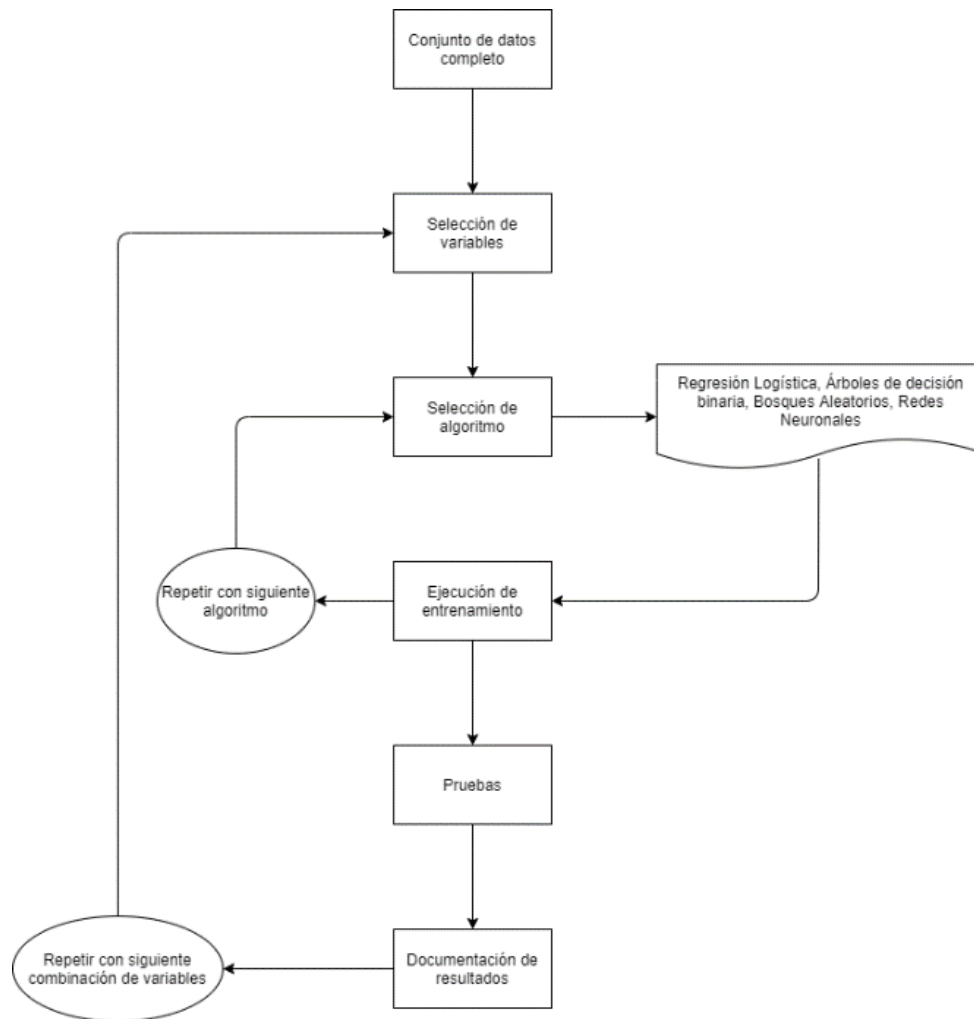 Conjunto de datos
completo
Selección de
variables
Selección de
algoritmo
Regresión Logística, Árboles de decisión
binaria, Bosques Aleatorios, Redes
Neuronales
Repetir con siguiente
algoritmo
Ejecución de
entrenamiento
Pruebas
Repetir con siguiente
combinación de variables
Documentación de
resultados